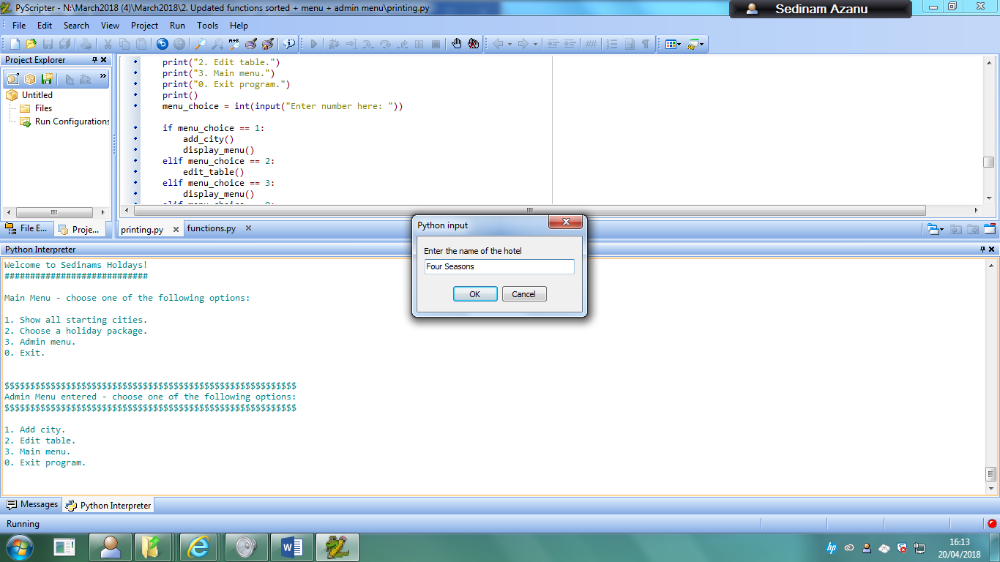 PyScripter - N:\March2018 (4)\March2018\2. Updated functions sorted + menu + admin menu\printing.py
Sedinam Azanu
File Edit Search View Project Run Tools Help
Project Explorer
Untitled
Files
Run Configurations
File E...
Proje...
print("2. Edit table.")
print("3. Main menu.")
print("0. Exit program.")
print()
menu_choice = int(input("Enter number here: "))
if menu_choice == 1:
add_city()
display_menu()
elif menu_choice == 2:
edit_table()
elif menu_choice == 3:
display_menu()
elif menu_choice == 0:
printing.py
functions.py
Python input
Enter the name of the hotel
Four Seasons
OK
Cancel
Python Interpreter
Welcome to Sedinams Holdays!
############################
Main Menu - choose one of the following options:
1. Show all starting cities.
2. Choose a holiday package.
3. Admin menu.
0. Exit.
$$$$$$$$$$$$$$$$$$$$$$$$$$$$$$$$$$$$$$$$$$$$$$$$$$$$$$$$$
Admin Menu entered - choose one of the following options:
$$$$$$$$$$$$$$$$$$$$$$$$$$$$$$$$$$$$$$$$$$$$$$$$$$$$$$$$$
1. Add city.
2. Edit table.
3. Main menu.
0. Exit program.
Messages
Python Interpreter
Running
hp
16:13
20/04/2018